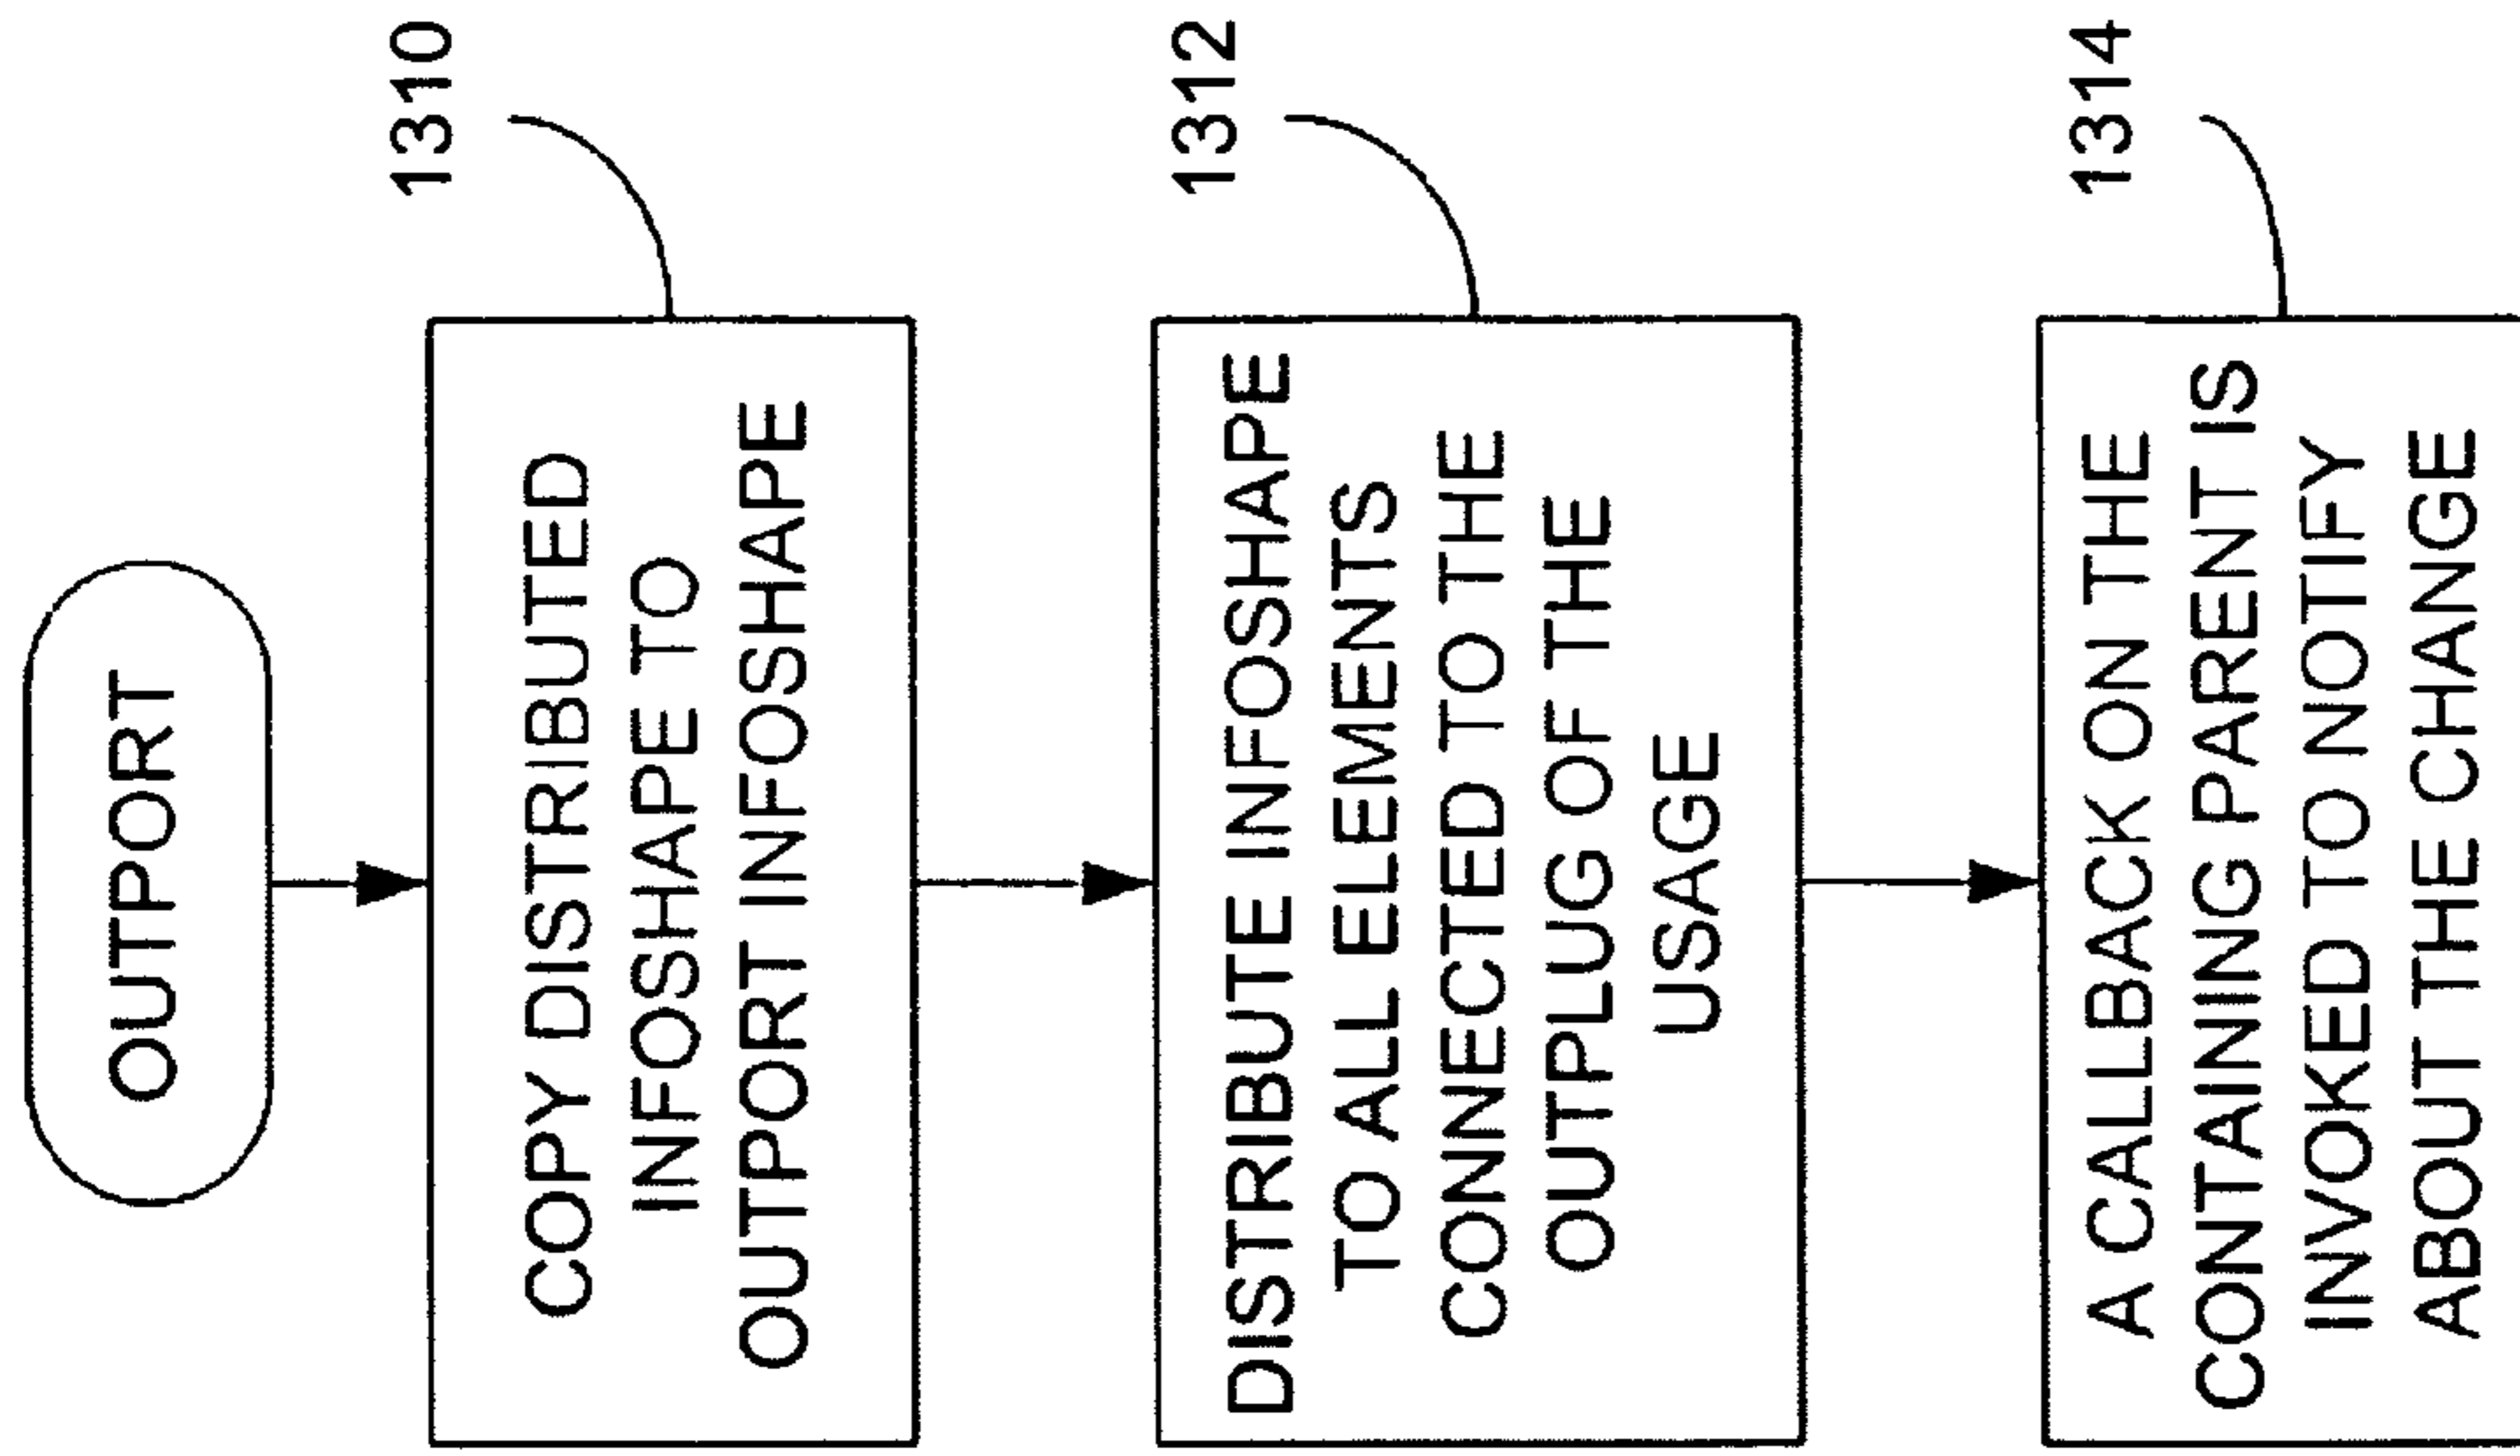 OUTPORT
1310
COPY DISTRIBUTED
INFOSHAPE TO
OUTPORT INFOSHAPE
1312
DISTRIBUTE INFOSHAPE
TO ALL ELEMENTS
CONNECTED TO THE
OUTPLUG OF THE
USAGE
1314
A CALLBACK ON THE
CONTAINING PARENT IS
INVOKED TO NOTIFY
ABOUT THE CHANGE